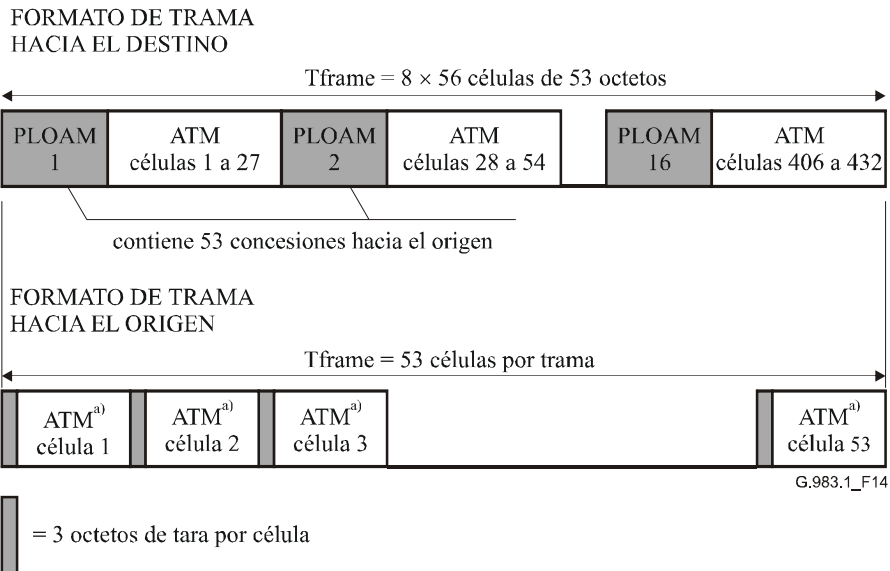 FORMATO DE TRAMA
HACIA EL DESTINO
Tframe = 8 × 56 células de 53 octetos
PLOAM
1
ATM
células 1 a 27
PLOAM
2
ATM
células 28 a 54
PLOAM
16
ATM
células 406 a 432
contiene 53 concesiones hacia el origen
FORMATO DE TRAMA
HACIA EL ORIGEN
Tframe = 53 células por trama
ATM a)
célula 1
ATM a)
célula 2
ATM a)
célula 3
ATM a)
célula 53
G.983.1_F14
= 3 octetos de tara por célula